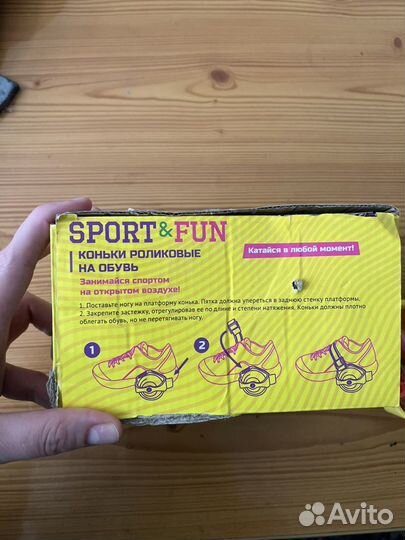 SPORT&FUN
КОНЬКИ РОЛИКОВЫЕ
НА ОБУВЬ
Катайся в любой момент!
Занимайся спортом
на открытом воздухе!
1. Поставьте ногу на платформу конька. Пятка должна упереться в заднюю стенку платформы.
2. Закрепите застежку, отрегулировав ее по длине и степени натяжения. Коньки должны плотно
облегать обувь, но не перетягивать ногу.
1
2
Avito